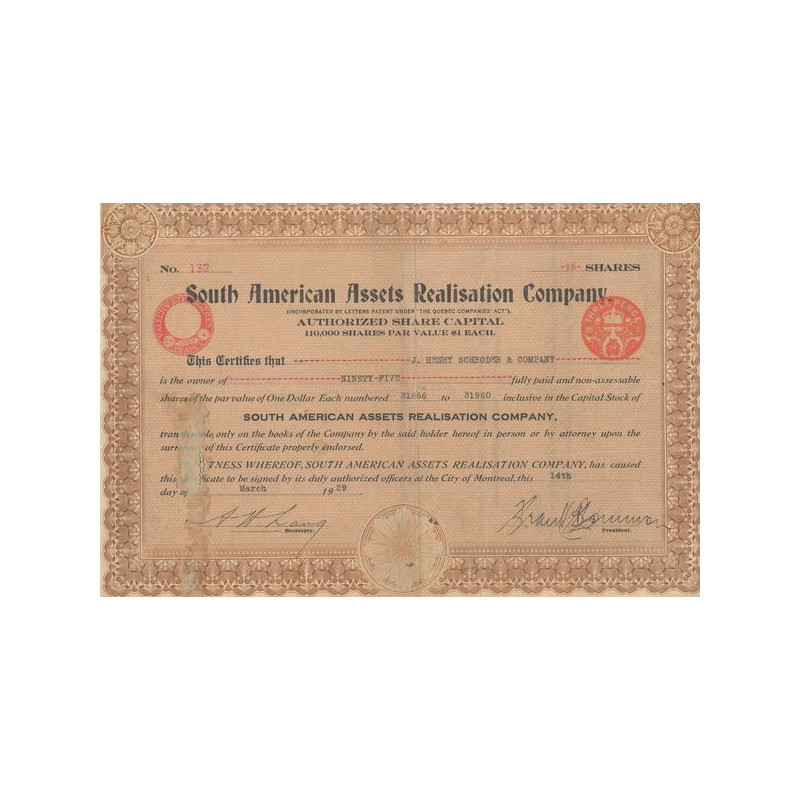 No. 132 -95- SHARES
South American Assets Realisation Company
(INCORPORATED BY LETTERS PATENT UNDER "THE QUEBEC COMPANIES' ACT").
AUTHORIZED SHARE CAPITAL
110,000 SHARES PAR VALUE $1 EACH.
This Certifies that J. HENRY SCHRODER & COMPANY
is the owner of NINETY-FIVE fully paid and non-assessable
shares of the par value of One Dollar Each numbered 31866 to 31960 inclusive in the Capital Stock of
SOUTH AMERICAN ASSETS REALISATION COMPANY,
transferable, only on the books of the Company by the said holder hereof in person or by attorney upon the
surrender of this Certificate properly endorsed.
TNESS WHEREOF, SOUTH AMERICAN ASSETS REALISATION COMPANY, has caused
this Certificate to be signed by its duly authorized officers at the City of Montreal, this 14th
day of March 1929
Secretary. President.